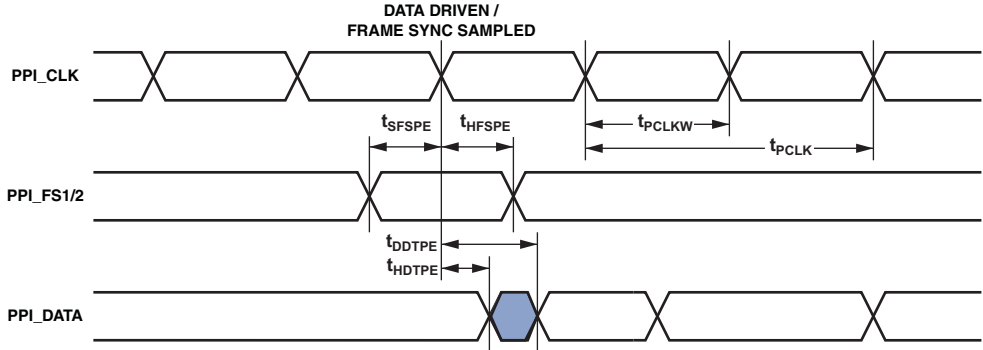 DATA DRIVEN /
FRAME SYNC SAMPLED
PPI_CLK
tSFSPE
tHFSPE
tPCLKW
tPCLK
PPI_FS1/2
tDDTPE
tHDTPE
PPI_DATA